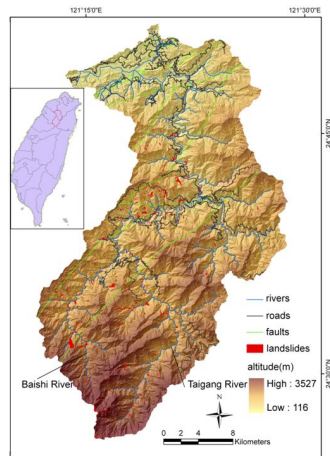 121°15'0"E 121°30'0"E
24°45'0"N
rivers
roads
faults
landslides
altitude(m)
High : 3527
Low : 116
Baishi River
Taigang River
24°30'0"N
N
0 2 4 8
Kilometers